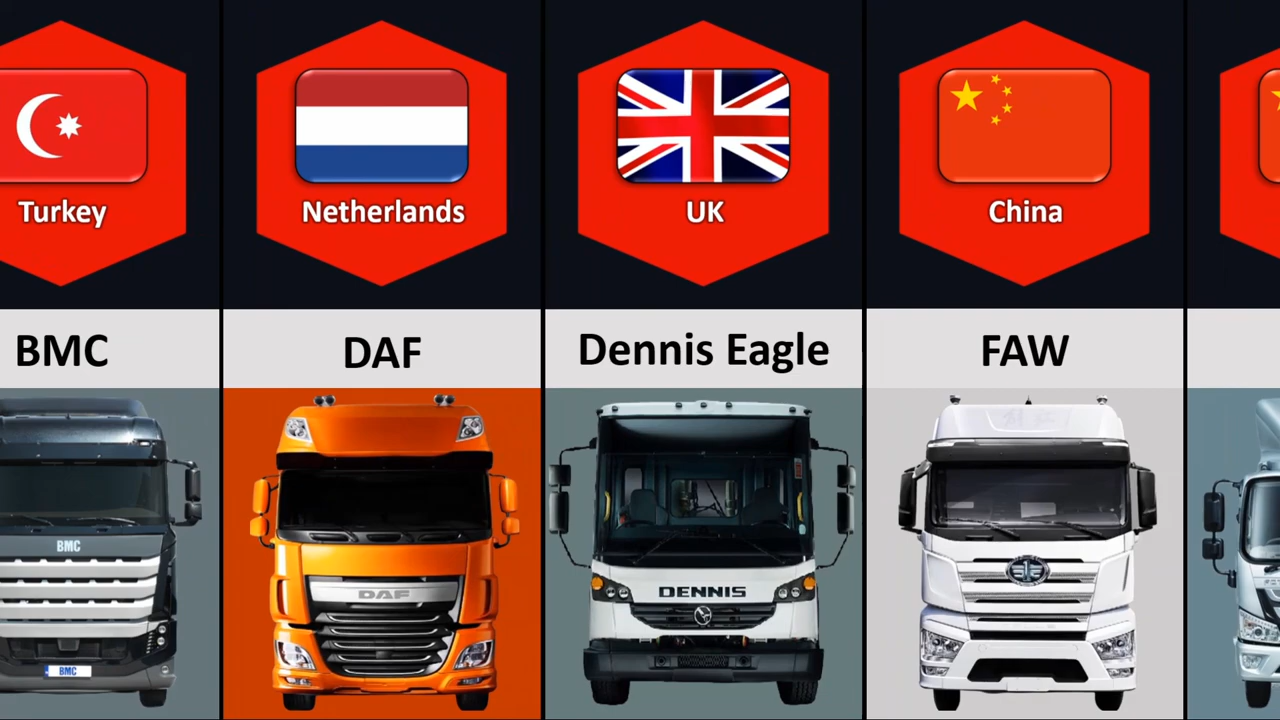 Turkey
Netherlands
UK
China
BMC
DAF
Dennis Eagle
FAW
BMC
DAF
DENNIS
BMC